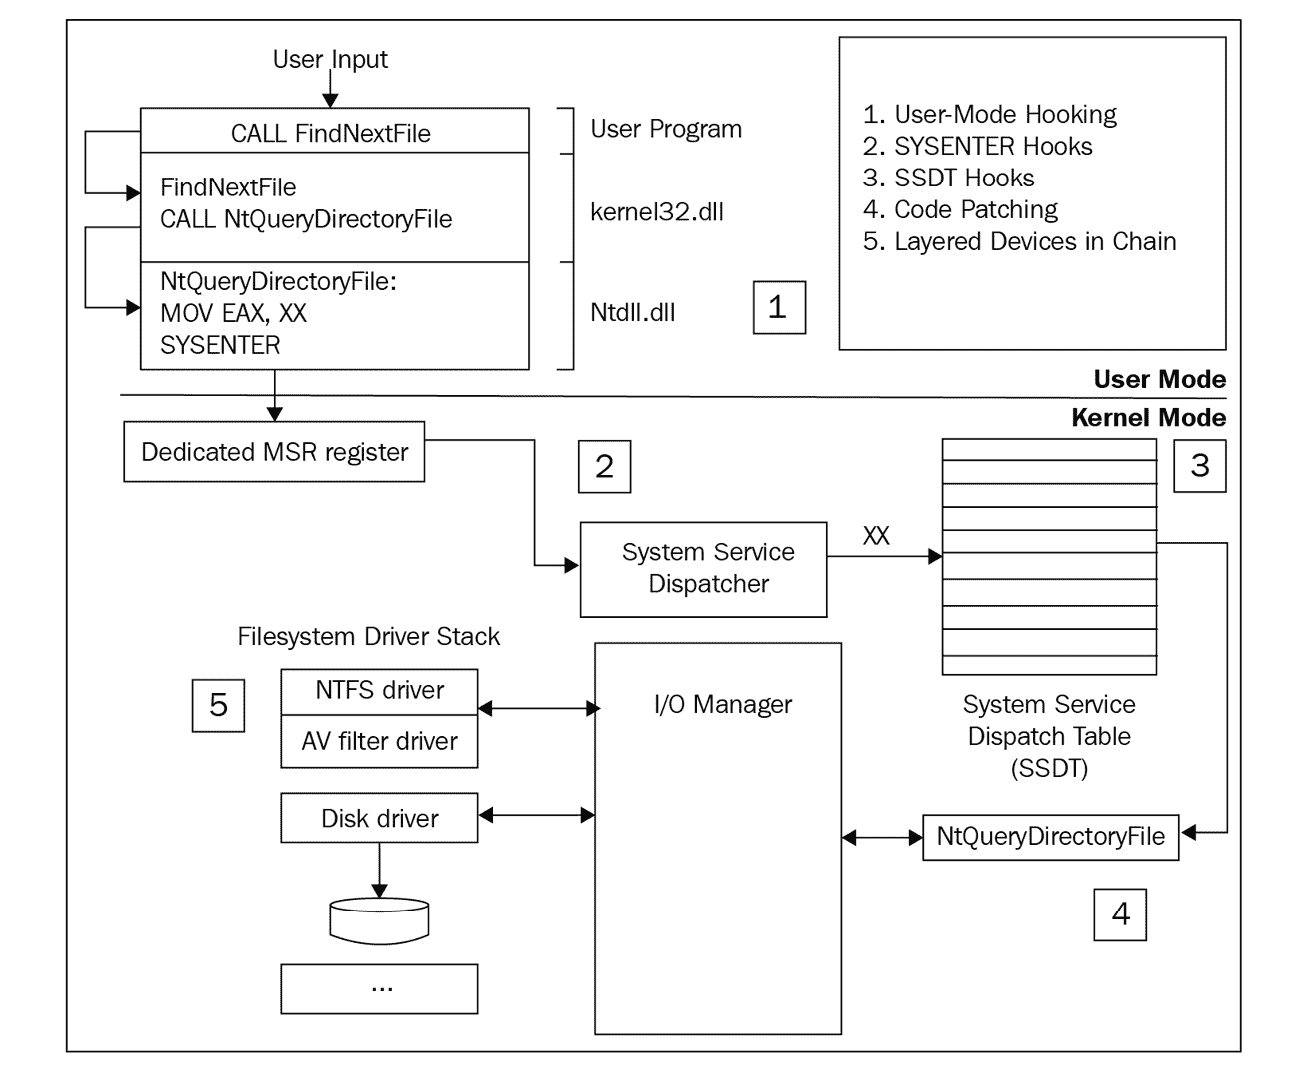 User Input
CALL FindNextFile
User Program
FindNextFile
CALL NtQueryDirectoryFile
kernel32.dll
NtQueryDirectoryFile:
MOV EAX, XX
SYSENTER
Ntdll.dll
1
1. User-Mode Hooking
2. SYSENTER Hooks
3. SSDT Hooks
4. Code Patching
5. Layered Devices in Chain
User Mode
Kernel Mode
Dedicated MSR register
2
System Service
Dispatcher
XX
3
System Service
Dispatch Table
(SSDT)
Filesystem Driver Stack
5
NTFS driver
AV filter driver
I/O Manager
Disk driver
NtQueryDirectoryFile
4
...